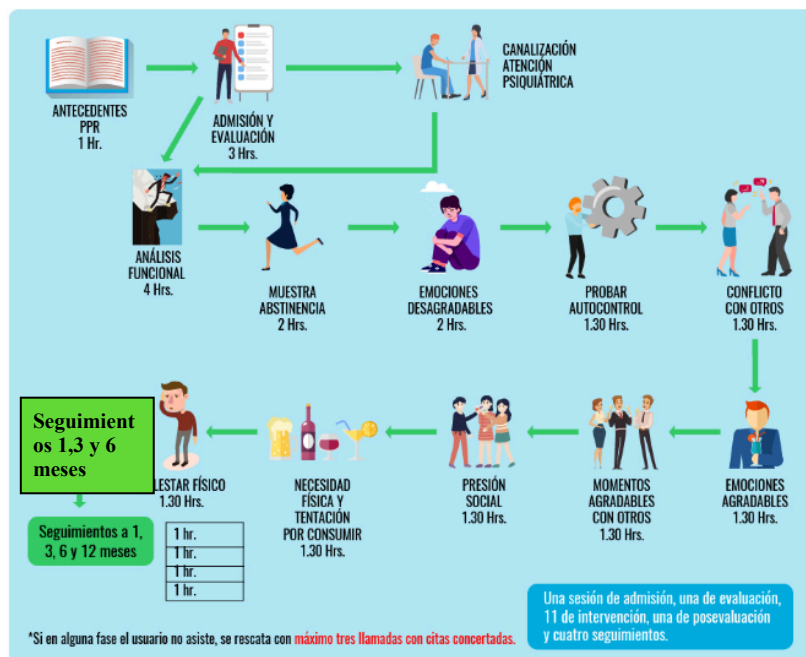 ANTECEDENTES
PPR
1 Hr.
ADMISIÓN Y
EVALUACIÓN
3 Hrs.
CANALIZACIÓN
ATENCIÓN
PSIQUIÁTRICA
ANÁLISIS
FUNCIONAL
4 Hrs.
MUESTRA
ABSTINENCIA
2 Hrs.
EMOCIONES
DESAGRADABLES
2 Hrs.
PROBAR
AUTOCONTROL
1.30 Hrs.
CONFLICTO
CON OTROS
1.30 Hrs.
EMOCIONES
AGRADABLES
1.30 Hrs.
MOMENTOS
AGRADABLES
CON OTROS
1.30 Hrs.
PRESIÓN
SOCIAL
1.30 Hrs.
NECESIDAD
FÍSICA Y
TENTACIÓN
POR CONSUMIR
1.30 Hrs.
LESTAR FÍSICO
1.30 Hrs.
Seguimient
os 1,3 y 6
meses
Seguimientos a 1,
3, 6 y 12 meses
1 hr.
1 hr.
1 hr.
1 hr.
Una sesión de admisión, una de evaluación,
11 de intervención, una de posevaluación
y cuatro seguimientos.
*Si en alguna fase el usuario no asiste, se rescata con máximo tres llamadas con citas concertadas.